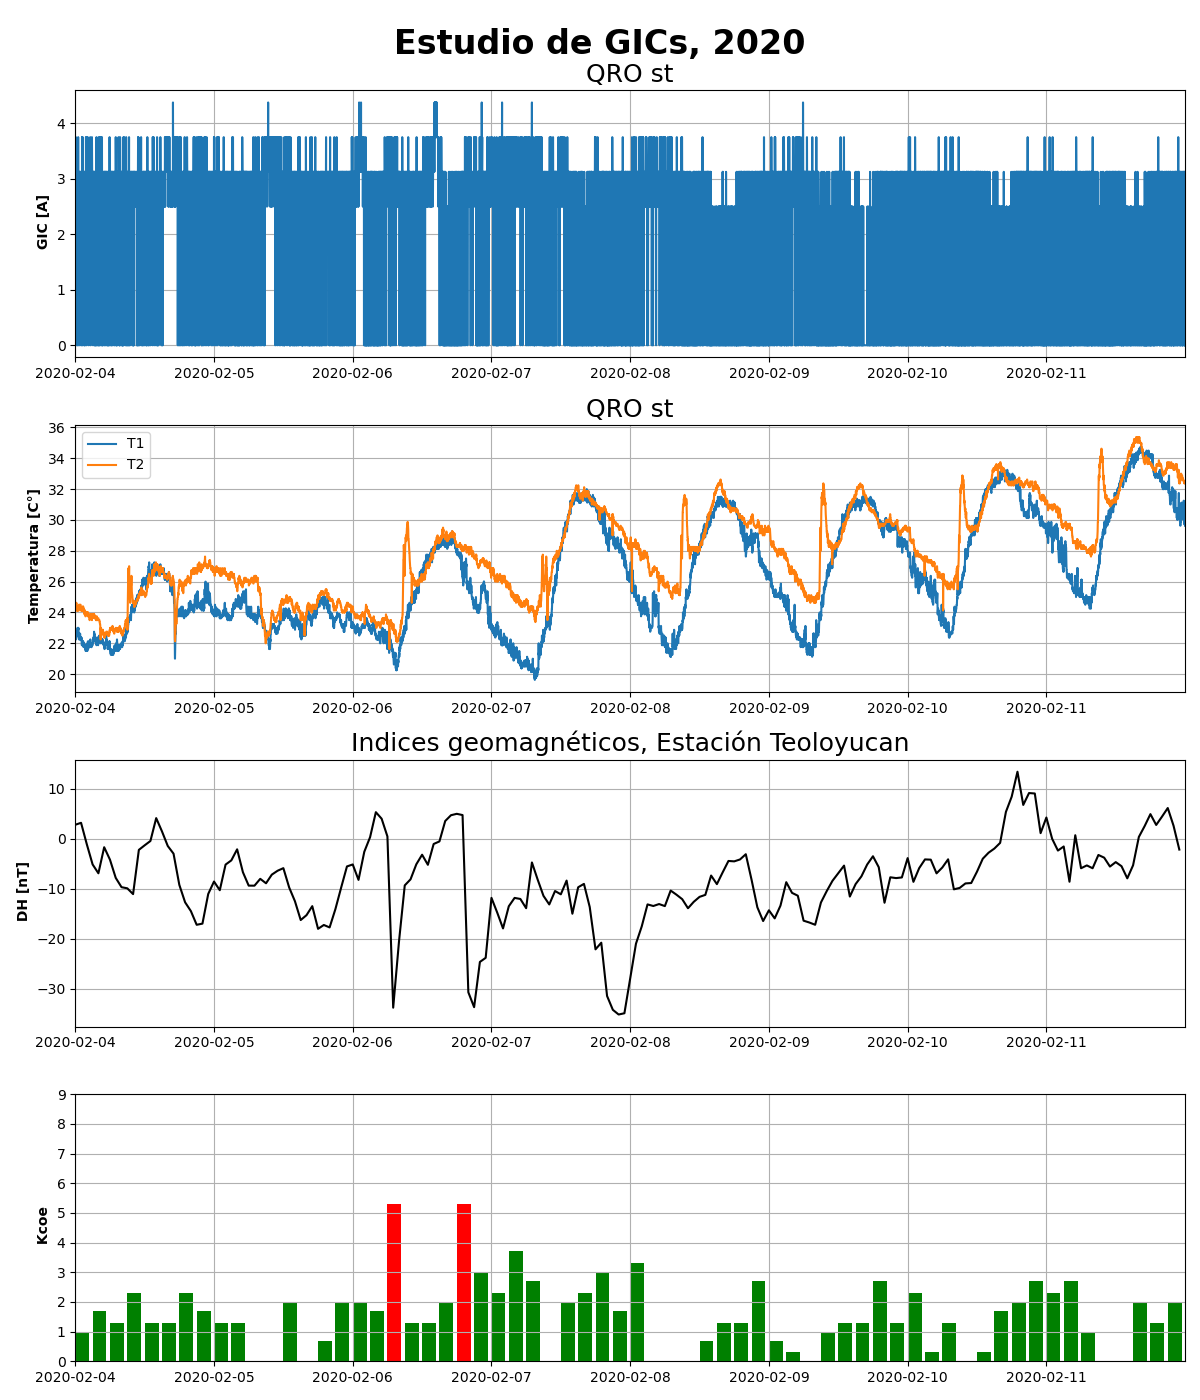 Estudio de GICs, 2020
QRO st
GIC [A]
4
3
2
1
0
2020-02-04 2020-02-05 2020-02-06 2020-02-07 2020-02-08 2020-02-09 2020-02-10 2020-02-11
QRO st
Temperatura [C°]
T1
T2
36
34
32
30
28
26
24
22
20
2020-02-04 2020-02-05 2020-02-06 2020-02-07 2020-02-08 2020-02-09 2020-02-10 2020-02-11
Indices geomagnéticos, Estación Teoloyucan
DH [nT]
10
0
−10
−20
−30
2020-02-04 2020-02-05 2020-02-06 2020-02-07 2020-02-08 2020-02-09 2020-02-10 2020-02-11
Kcoe
9
8
7
6
5
4
3
2
1
0
2020-02-04 2020-02-05 2020-02-06 2020-02-07 2020-02-08 2020-02-09 2020-02-10 2020-02-11